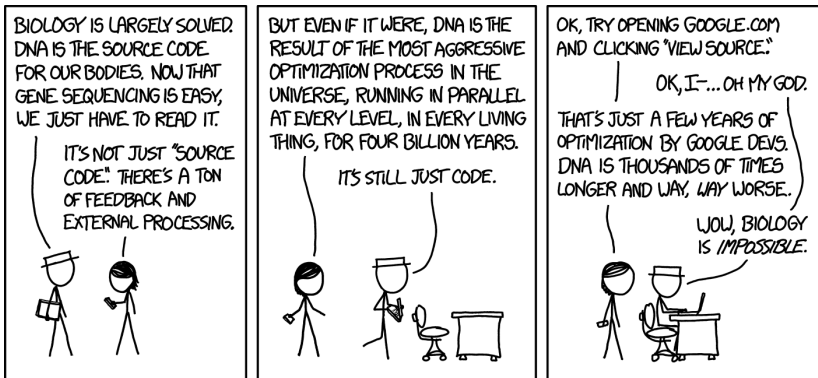 BIOLOGY IS LARGELY SOLVED.
DNA IS THE SOURCE CODE
FOR OUR BODIES. NOW THAT
GENE SEQUENCING IS EASY,
WE JUST HAVE TO READ IT.
IT'S NOT JUST "SOURCE
CODE". THERE'S A TON
OF FEEDBACK AND
EXTERNAL PROCESSING.
BUT EVEN IF IT WERE, DNA IS THE
RESULT OF THE MOST AGGRESSIVE
OPTIMIZATION PROCESS IN THE
UNIVERSE, RUNNING IN PARALLEL
AT EVERY LEVEL, IN EVERY LIVING
THING, FOR FOUR BILLION YEARS.
IT'S STILL JUST CODE.
OK, TRY OPENING GOOGLE.COM
AND CLICKING "VIEW SOURCE."
OK, I-...OH MY GOD.
THAT'S JUST A FEW YEARS OF
OPTIMIZATION BY GOOGLE DEVS.
DNA IS THOUSANDS OF TIMES
LONGER AND WAY, WAY WORSE.
WOW, BIOLOGY
IS IMPOSSIBLE.